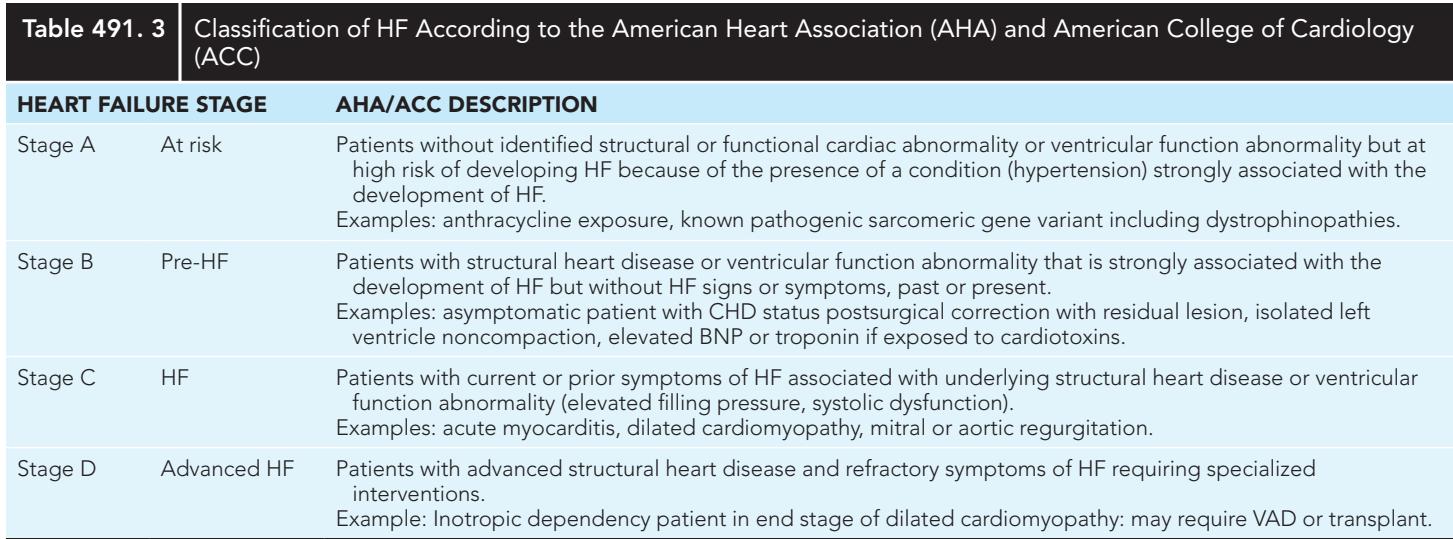 Table 491. 3 Classification of HF According to the American Heart Association (AHA) and American College of Cardiology
(ACC)
HEART FAILURE STAGE AHA/ACC DESCRIPTION
Stage A At risk Patients without identified structural or functional cardiac abnormality or ventricular function abnormality but at
high risk of developing HF because of the presence of a condition (hypertension) strongly associated with the
development of HF.
Examples: anthracycline exposure, known pathogenic sarcomeric gene variant including dystrophinopathies.
Stage B Pre-HF Patients with structural heart disease or ventricular function abnormality that is strongly associated with the
development of HF but without HF signs or symptoms, past or present.
Examples: asymptomatic patient with CHD status postsurgical correction with residual lesion, isolated left
ventricle noncompaction, elevated BNP or troponin if exposed to cardiotoxins.
Stage C HF Patients with current or prior symptoms of HF associated with underlying structural heart disease or ventricular
function abnormality (elevated filling pressure, systolic dysfunction).
Examples: acute myocarditis, dilated cardiomyopathy, mitral or aortic regurgitation.
Stage D Advanced HF Patients with advanced structural heart disease and refractory symptoms of HF requiring specialized
interventions.
Example: Inotropic dependency patient in end stage of dilated cardiomyopathy: may require VAD or transplant.